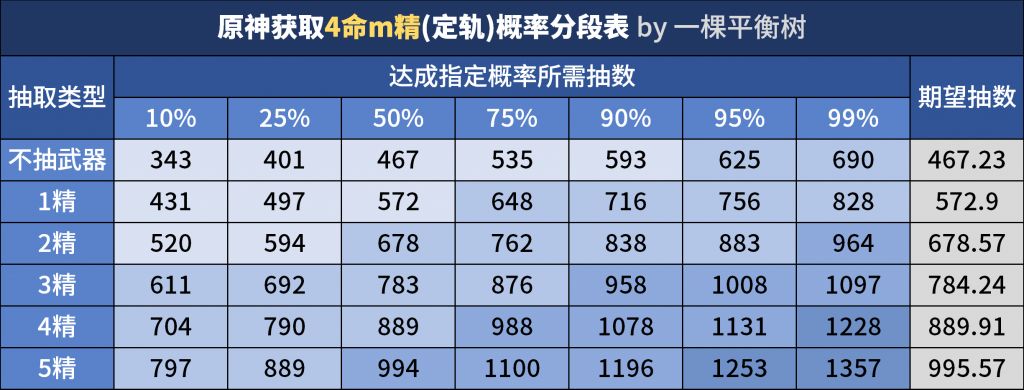 原神获取4命m精(定轨)概率分段表 by 一棵平衡树
抽取类型 达成指定概率所需抽数 期望抽数
10% 25% 50% 75% 90% 95% 99%
不抽武器 343 401 467 535 593 625 690 467.23
1精 431 497 572 648 716 756 828 572.9
2精 520 594 678 762 838 883 964 678.57
3精 611 692 783 876 958 1008 1097 784.24
4精 704 790 889 988 1078 1131 1228 889.91
5精 797 889 994 1100 1196 1253 1357 995.57